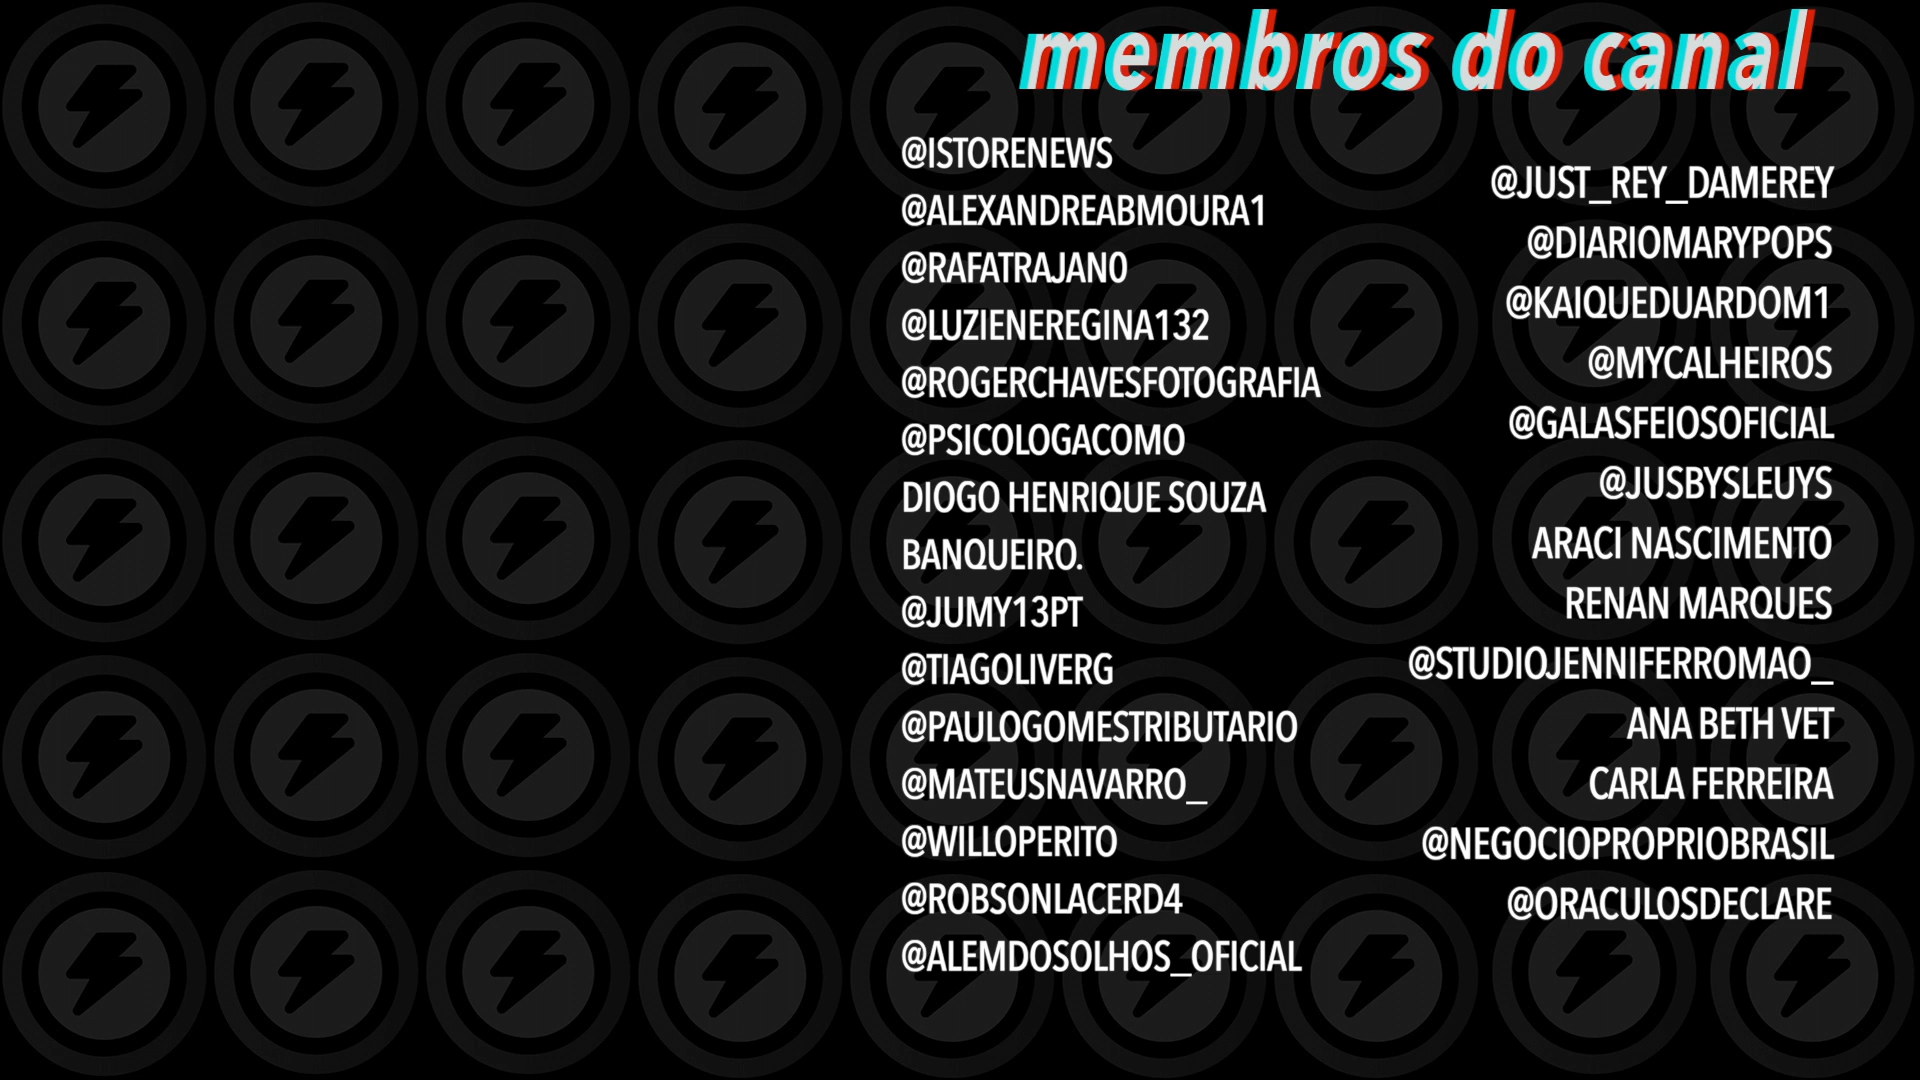 membros do canal
@ISTORENEWS
@ALEXANDREABMOURA1
@RAFATRAJANO
@LUZIENEREGINA132
@ROGERCHAVESFOTOGRAFIA
@PSICOLOGACOMO
DIOGO HENRIQUE SOUZA
BANQUEIRO.
@JUMY13PT
@TIAGOLIVERG
@PAULOGOMESTRIBUTARIO
@MATEUSNAVARRO_
@WILLOPERITO
@ROBSONLACERD4
@ALEMDOSOLHOS_OFICIAL
@JUST_REY_DAMEREY
@DIARIOMARYPOPS
@KAIQUEDUARDOM1
@MYCALHEIROS
@GALASFEIOSOFICIAL
@JUSBYSLEUYS
ARACI NASCIMENTO
RENAN MARQUES
@STUDIOJENNIFERROMAO_
ANA BETH VET
CARLA FERREIRA
@NEGOCIOPROPRIOBRASIL
@ORACULOSDECLARE